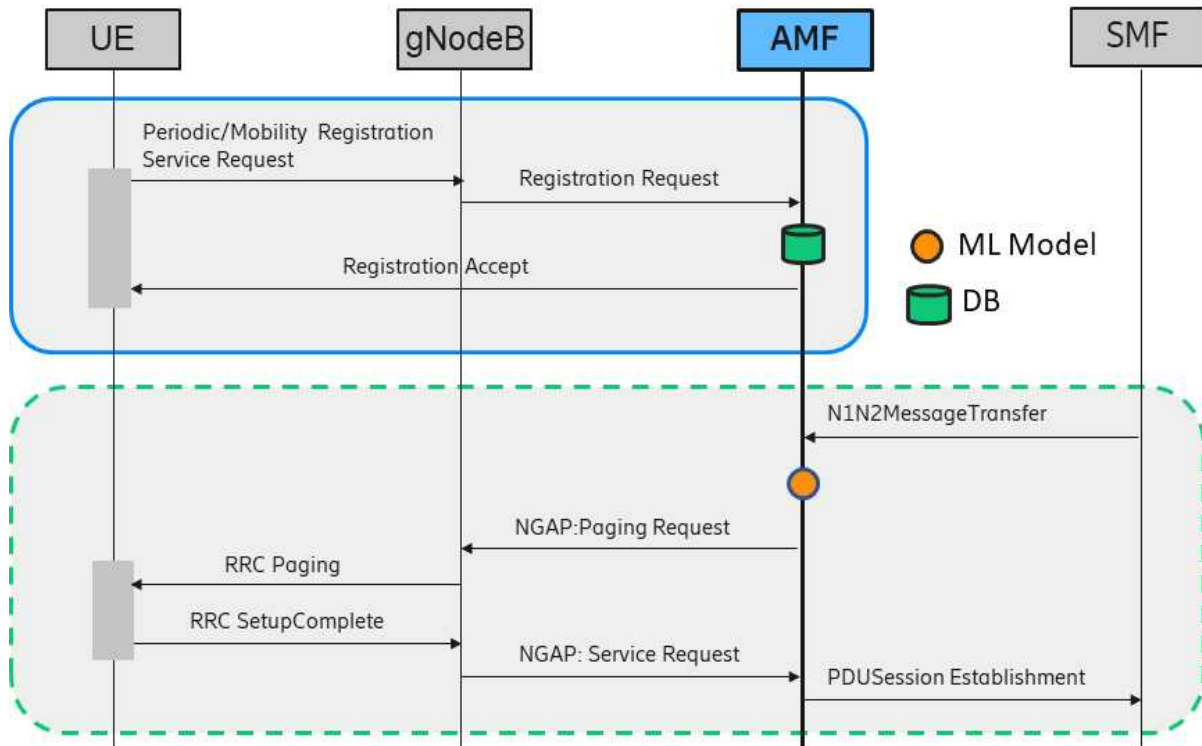 UE
gNodeB
AMF
SMF
Periodic/Mobility Registration
Service Request
Registration Request
Registration Accept
ML Model
DB
N1N2MessageTransfer
NGAP:Paging Request
RRC Paging
RRC SetupComplete
NGAP: Service Request
PDUSession Establishment